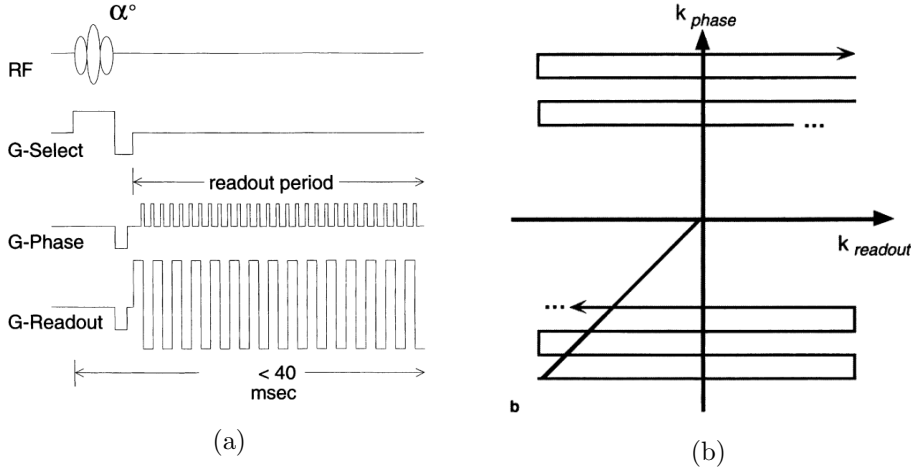 α°
RF
G-Select
readout period
G-Phase
G-Readout
< 40
msec
(a)
k phase
...
k readout
...
b
(b)